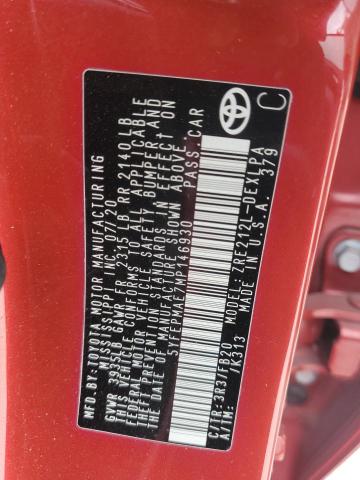 MFD.BY:TOYOTA MOTOR MANUFACTURING
MISSISSIPPI, INC. 07/20
GVWR 3935LB GAWR FR 2315LB RR 2140LB
THIS VEHICLE CONFORMS TO ALL APPLICABLE
FEDERAL MOTOR VEHICLE SAFETY, BUMPER, AND
THEFT PREVENTION STANDARDS IN EFFECT ON
THE DATE OF MANUFACTURE SHOWN ABOVE.
5YFEPMAE2MP146930 PASS.CAR
C/TR:3R3/FB20 ZRE212L-DEXLPA
A/TM: /K313 MADE IN U.S.A. 379
TOYOTA C